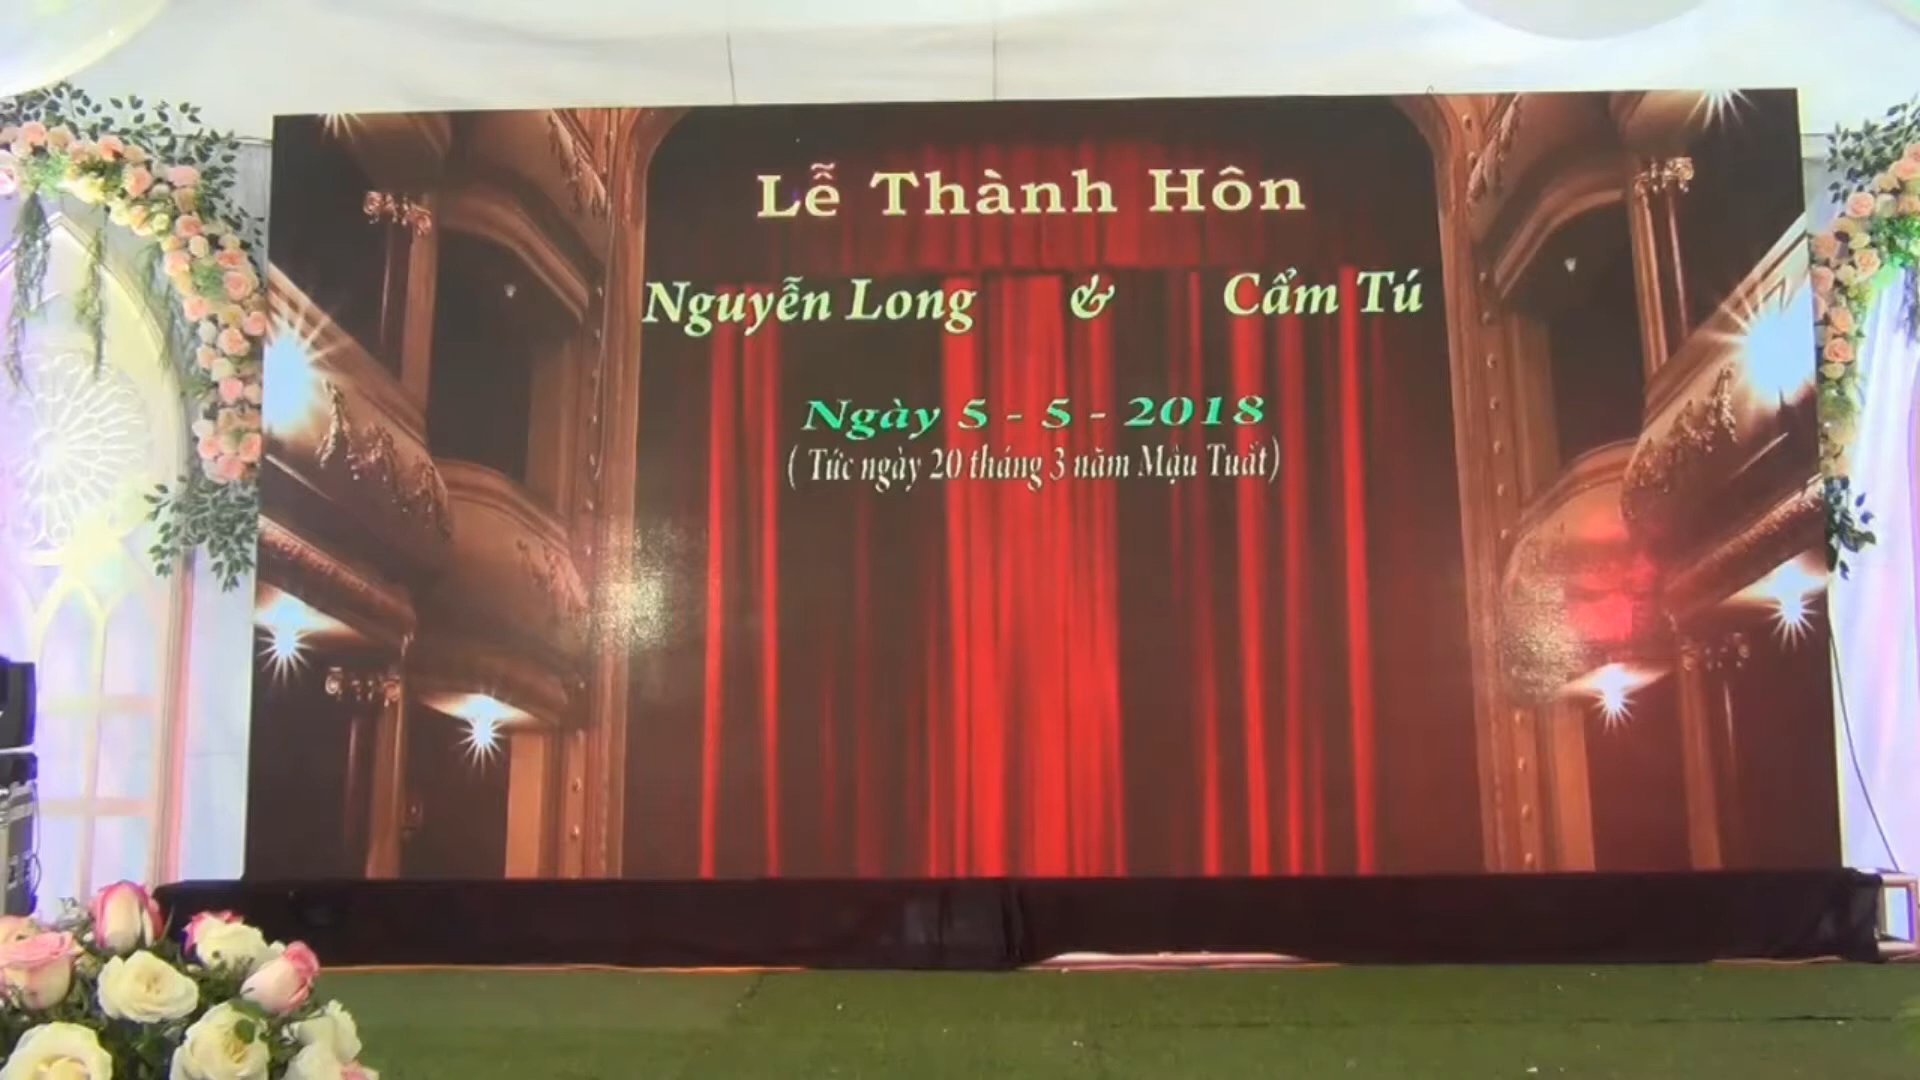 Lễ Thành Hôn
Nguyễn Long & Cẩm Tú
Ngày 5 - 5 - 2018
( Tức ngày 20 tháng 3 năm Mậu Tuất)